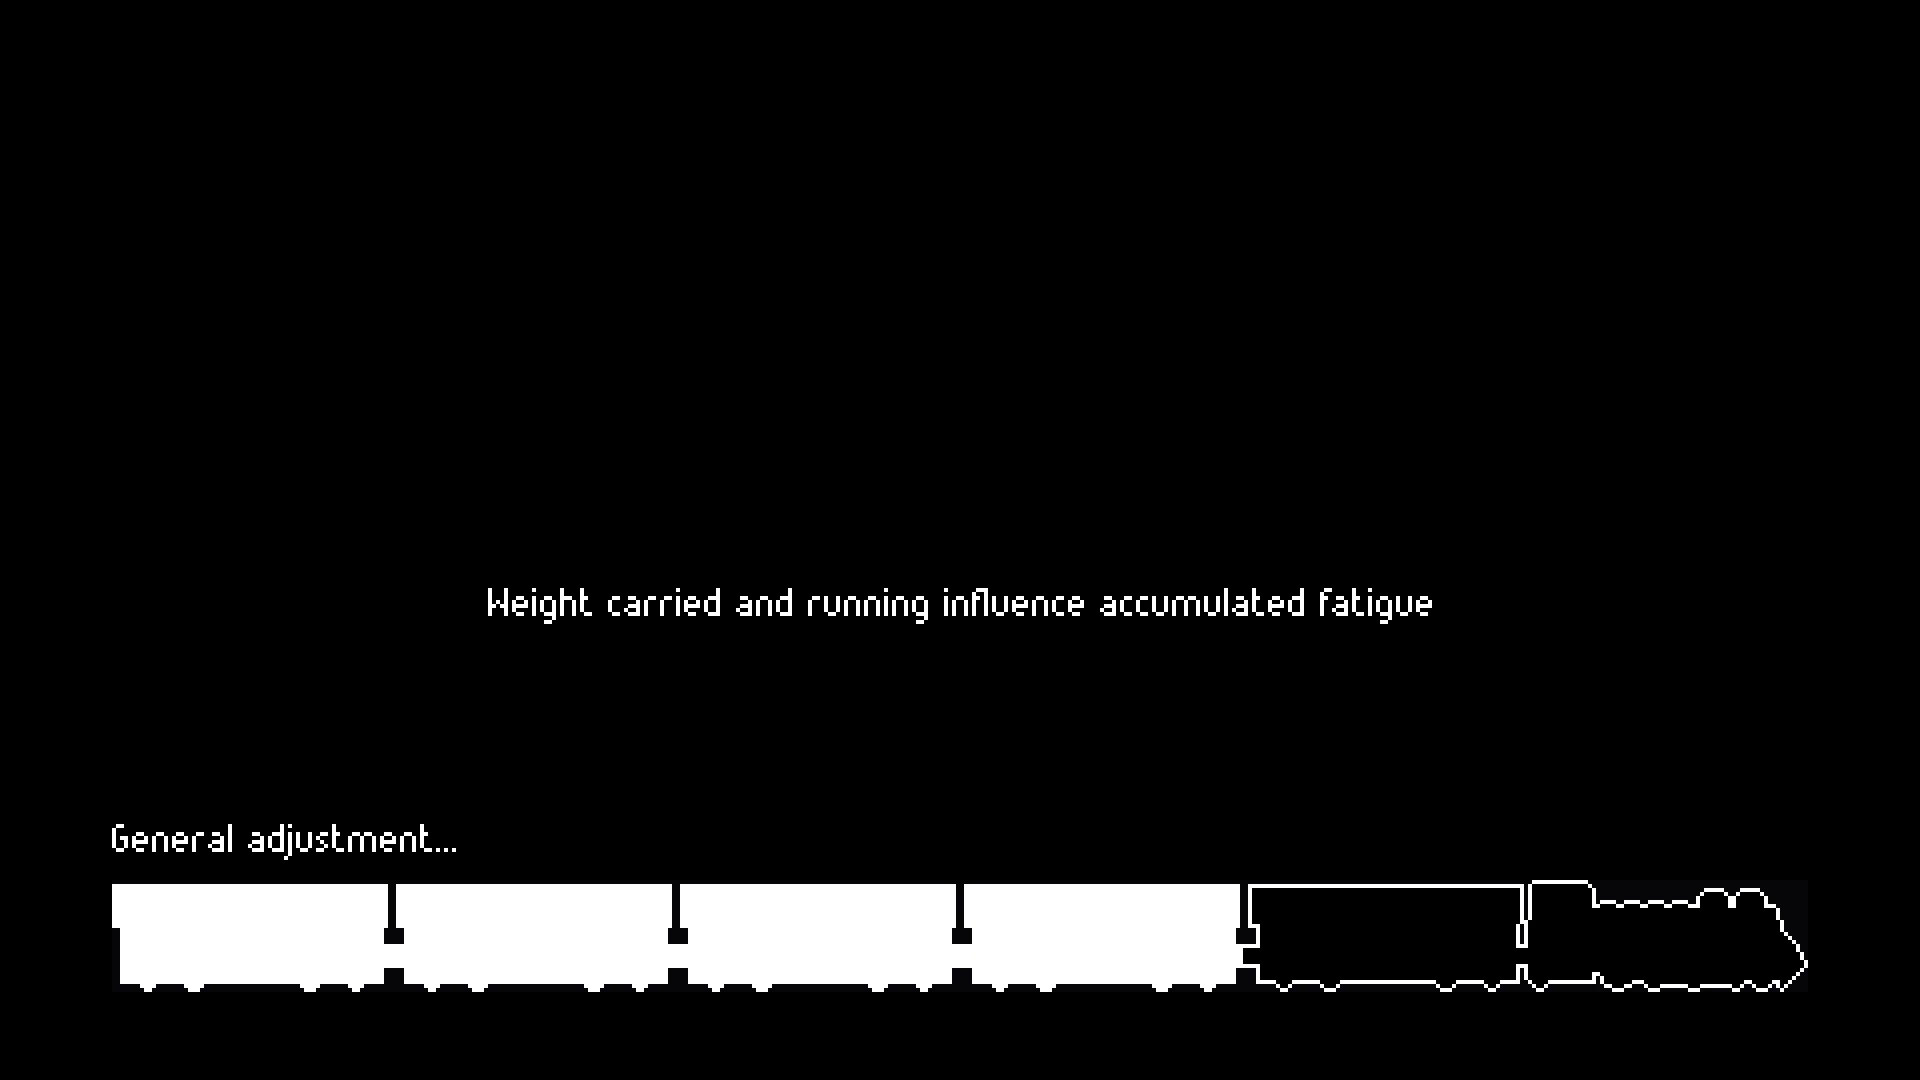 Weight carried and running influence accumulated fatigue
General adjustment...